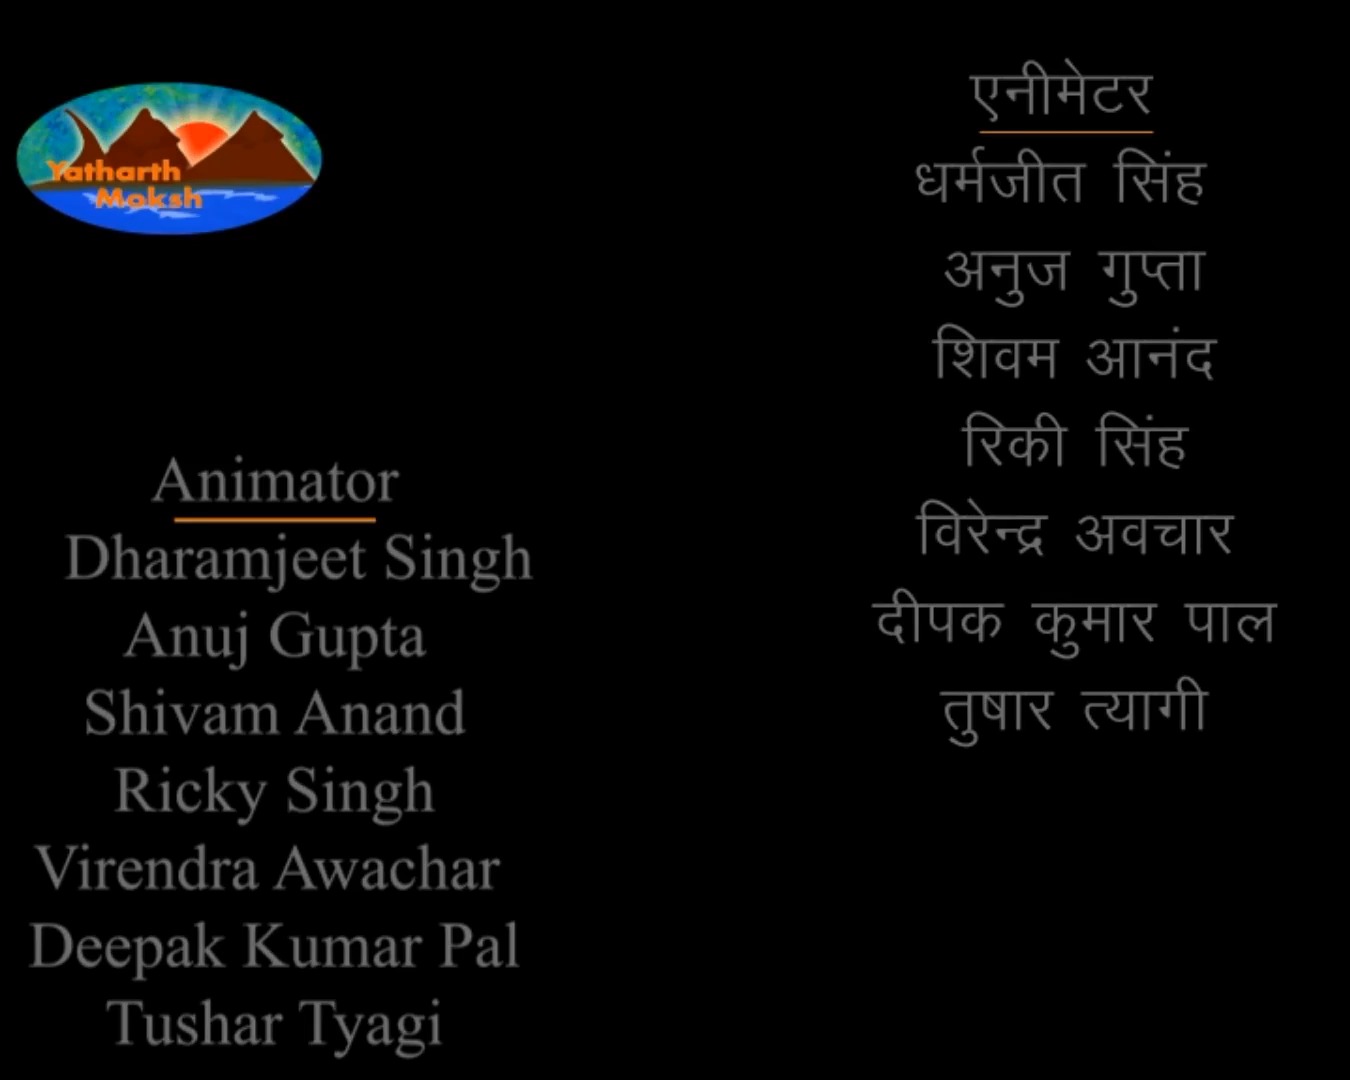 Yatharth
Moksh
Animator
Dharamjeet Singh
Anuj Gupta
Shivam Anand
Ricky Singh
Virendra Awachar
Deepak Kumar Pal
Tushar Tyagi
एनीमेटर
धर्मजीत सिंह
अनुज गुप्ता
शिवम आनंद
रिकी सिंह
विरेन्द्र अवचार
दीपक कुमार पाल
तुषार त्यागी